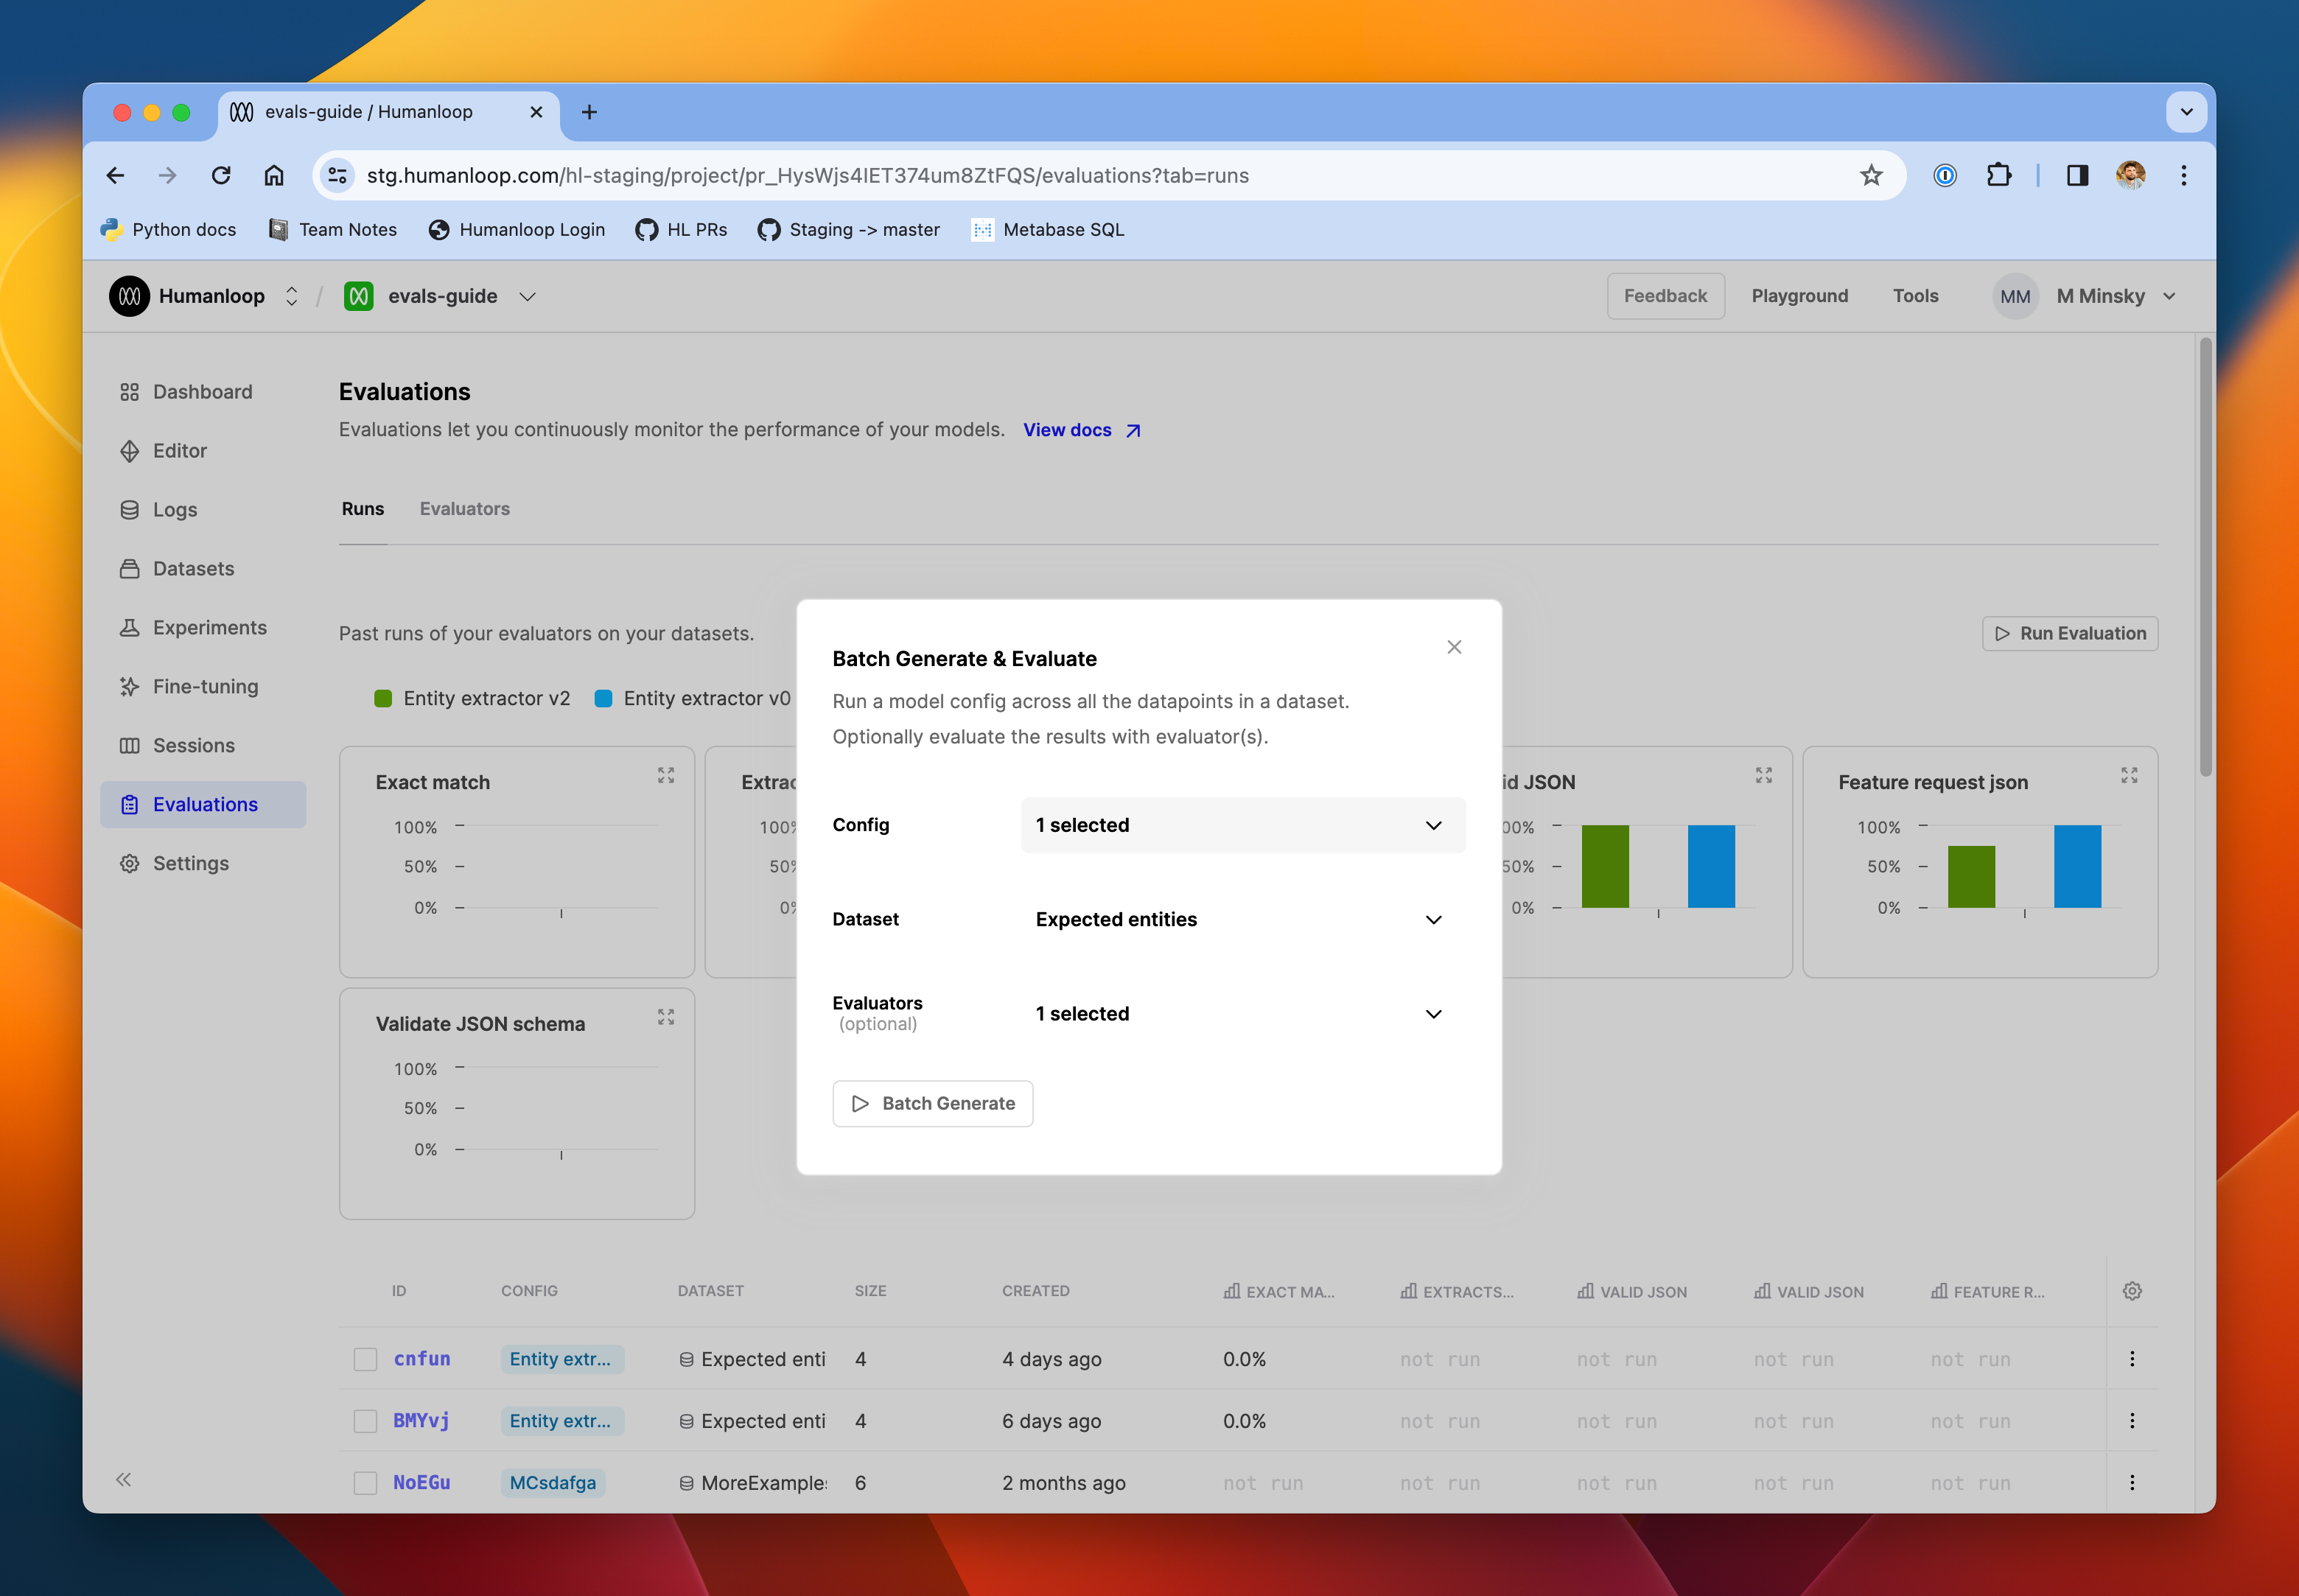 evals-guide / Humanloop
stg.humanloop.com/hl-staging/project/pr_HysWjs4IET374um8ZtFQS/evaluations?tab=runs
Python docs Team Notes Humanloop Login HL PRs Staging -> master Metabase SQL
Humanloop / evals-guide Feedback Playground Tools MM M Minsky
Dashboard
Editor
Logs
Datasets
Experiments
Fine-tuning
Sessions
Evaluations
Settings
Evaluations
Evaluations let you continuously monitor the performance of your models. View docs
Runs Evaluators
Past runs of your evaluators on your datasets. Run Evaluation
Entity extractor v2 Entity extractor v0
Exact match
100%
50%
0%
Extrac
100%
50%
0%
id JSON
00%
50%
0%
Feature request json
100%
50%
0%
Validate JSON schema
100%
50%
0%
Batch Generate & Evaluate
Run a model config across all the datapoints in a dataset.
Optionally evaluate the results with evaluator(s).
Config 1 selected
Dataset Expected entities
Evaluators 1 selected
(optional)
Batch Generate
ID CONFIG DATASET SIZE CREATED EXACT MA... EXTRACTS... VALID JSON VALID JSON FEATURE R...
cnfun Entity extr... Expected enti 4 4 days ago 0.0% not run not run not run not run
BMYvj Entity extr... Expected enti 4 6 days ago 0.0% not run not run not run not run
NoEGu MCsdafga MoreExamples 6 2 months ago not run not run not run not run not run